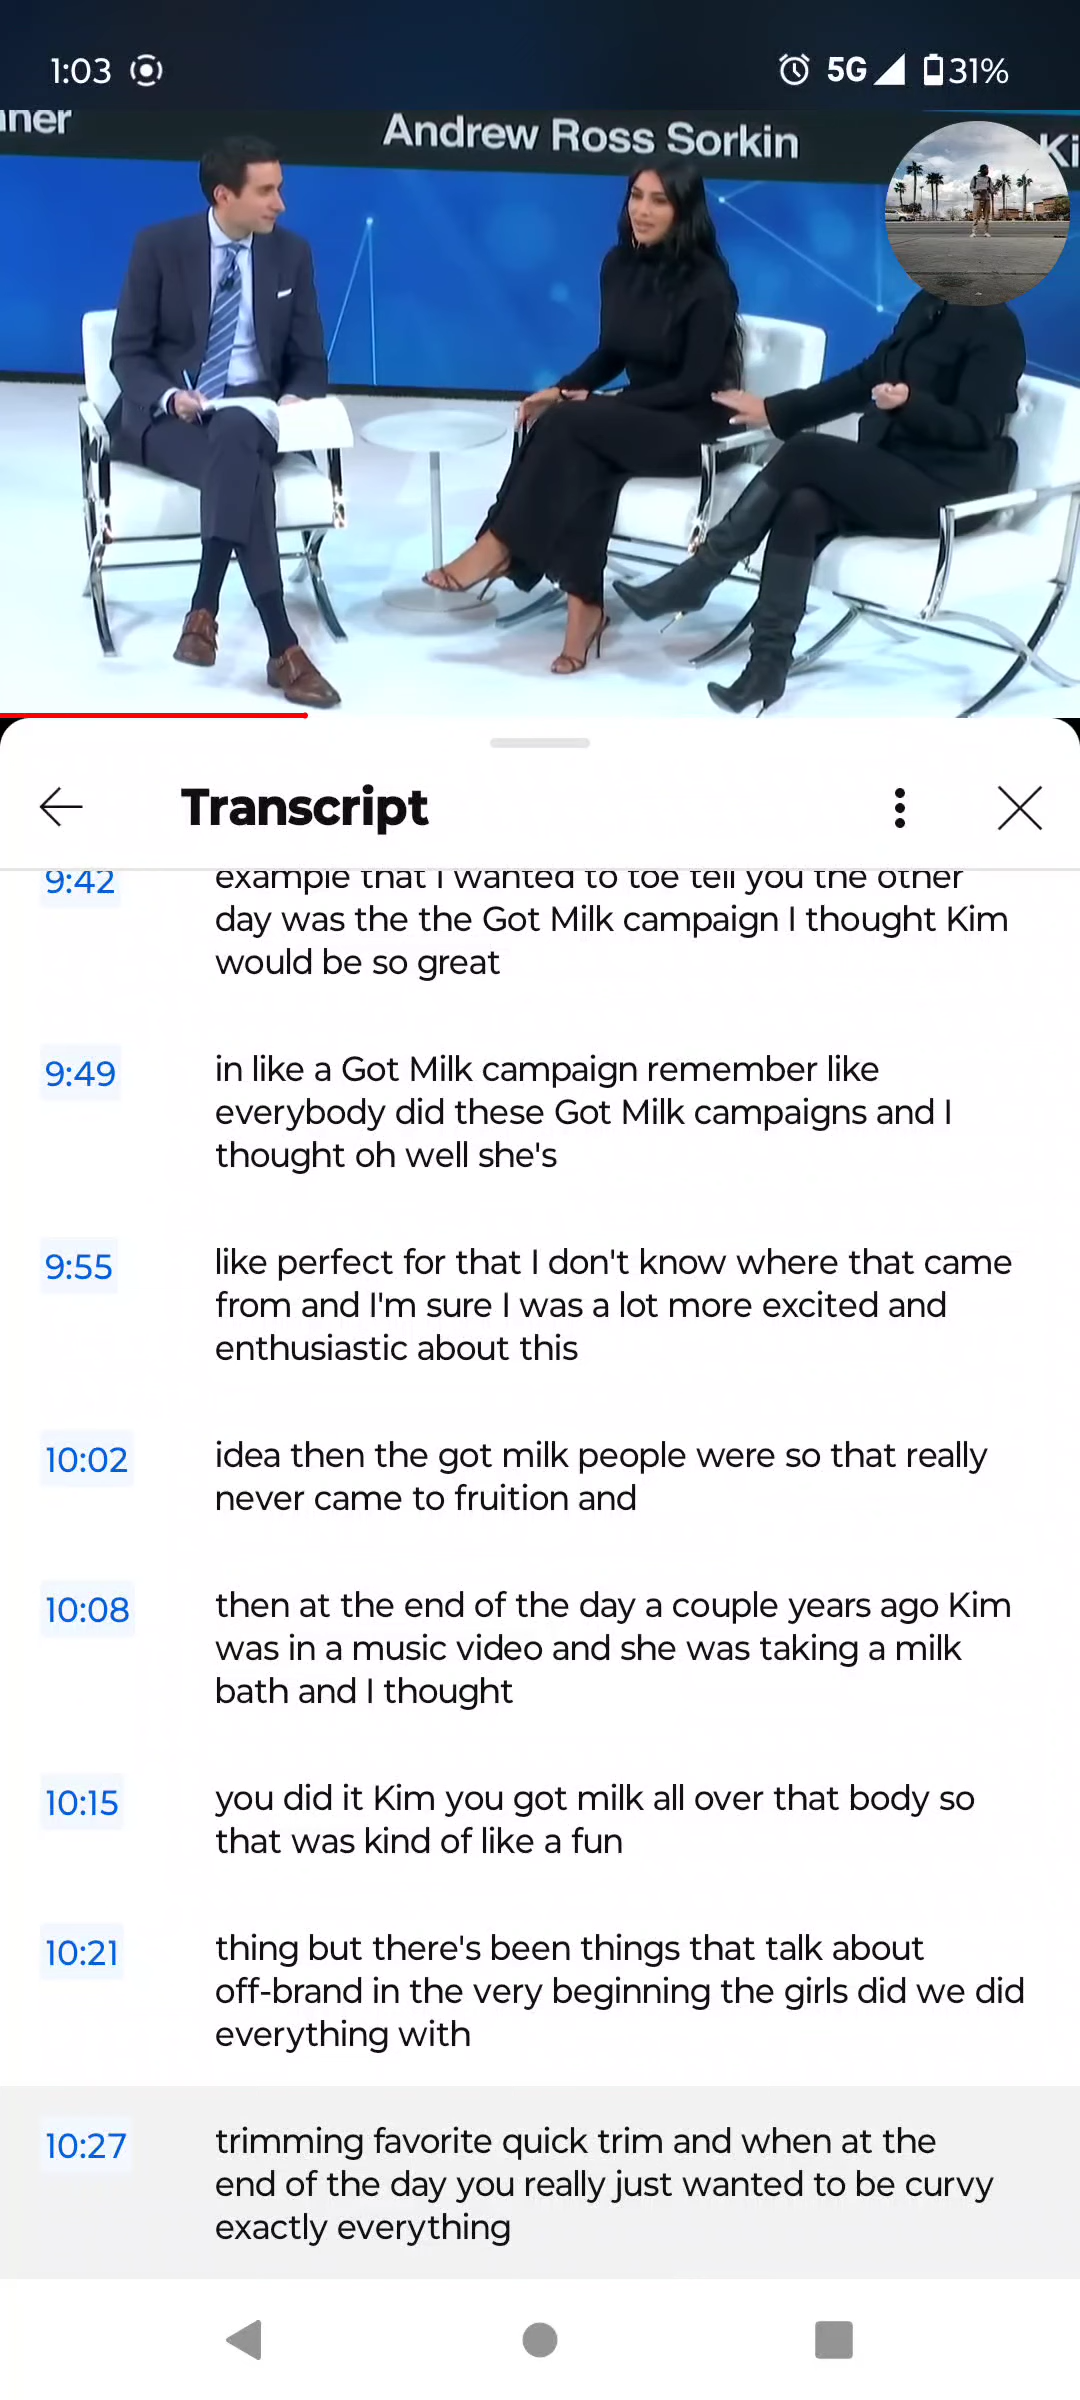 1:03
5G
31%
nner
Andrew Ross Sorkin
Ki
Transcript
9:42
example that I wanted to toe tell you the other
day was the the Got Milk campaign I thought Kim
would be so great
9:49
in like a Got Milk campaign remember like
everybody did these Got Milk campaigns and I
thought oh well she's
9:55
like perfect for that I don't know where that came
from and I'm sure I was a lot more excited and
enthusiastic about this
10:02
idea then the got milk people were so that really
never came to fruition and
10:08
then at the end of the day a couple years ago Kim
was in a music video and she was taking a milk
bath and I thought
10:15
you did it Kim you got milk all over that body so
that was kind of like a fun
10:21
thing but there's been things that talk about
off-brand in the very beginning the girls did we did
everything with
10:27
trimming favorite quick trim and when at the
end of the day you really just wanted to be curvy
exactly everything